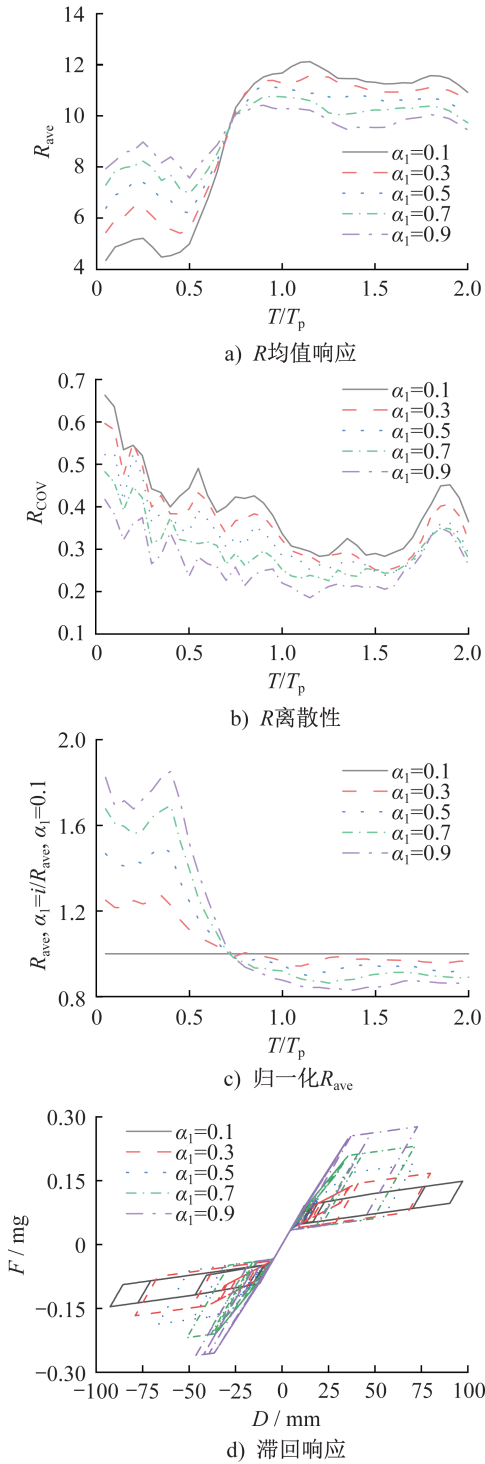 14
12
10
8
6
4
R_ave
α₁=0.1
α₁=0.3
α₁=0.5
α₁=0.7
α₁=0.9
0 0.5 1.0 1.5 2.0
T/T_p
a) R均值响应
0.7
0.6
0.5
0.4
0.3
0.2
0.1
R_COV
α₁=0.1
α₁=0.3
α₁=0.5
α₁=0.7
α₁=0.9
0 0.5 1.0 1.5 2.0
T/T_p
b) R离散性
2.0
1.6
1.2
0.8
R_ave, α₁=i/R_ave, α₁=0.1
α₁=0.1
α₁=0.3
α₁=0.5
α₁=0.7
α₁=0.9
0 0.5 1.0 1.5 2.0
T/T_p
c) 归一化R_ave
0.30
0.15
0
−0.15
−0.30
F / mg
α₁=0.1
α₁=0.3
α₁=0.5
α₁=0.7
α₁=0.9
−100 −75 −50 −25 0 25 50 75 100
D / mm
d) 滞回响应